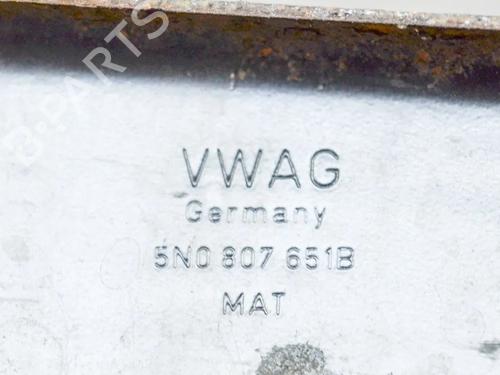 B-PARTS
VWAG
Germany
5N0 807 651B
MAT